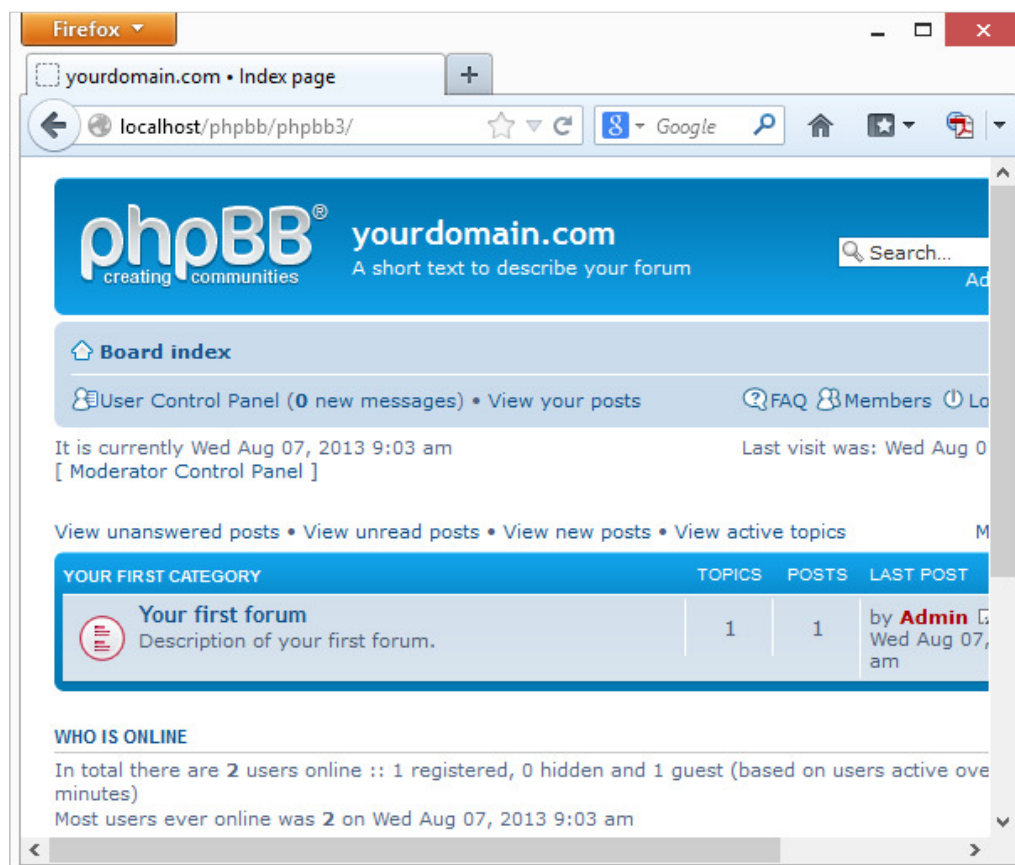 Firefox
yourdomain.com • Index page
localhost/phpbb/phpbb3/
8 Google
phpBB®
creating communities
yourdomain.com
A short text to describe your forum
Search...
Ad
Board index
User Control Panel (0 new messages) • View your posts
FAQ Members Lo
It is currently Wed Aug 07, 2013 9:03 am
Last visit was: Wed Aug 0
[ Moderator Control Panel ]
View unanswered posts • View unread posts • View new posts • View active topics
M
YOUR FIRST CATEGORY TOPICS POSTS LAST POST
Your first forum
Description of your first forum.
1 1
by Admin
Wed Aug 07,
am
WHO IS ONLINE
In total there are 2 users online :: 1 registered, 0 hidden and 1 guest (based on users active ove
minutes)
Most users ever online was 2 on Wed Aug 07, 2013 9:03 am